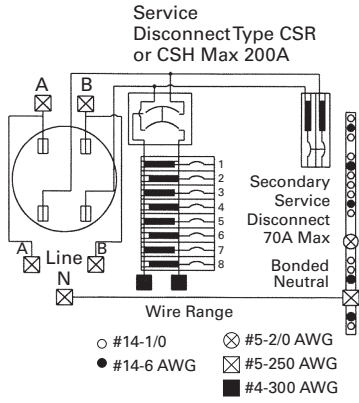 Service
Disconnect Type CSR
or CSH Max 200A
A
B
1
2
3
4
5
6
7
8
Secondary
Service
Disconnect
70A Max
A
Line
B
N
Bonded
Neutral
Wire Range
#14-1/0
#5-2/0 AWG
#14-6 AWG
#5-250 AWG
#4-300 AWG